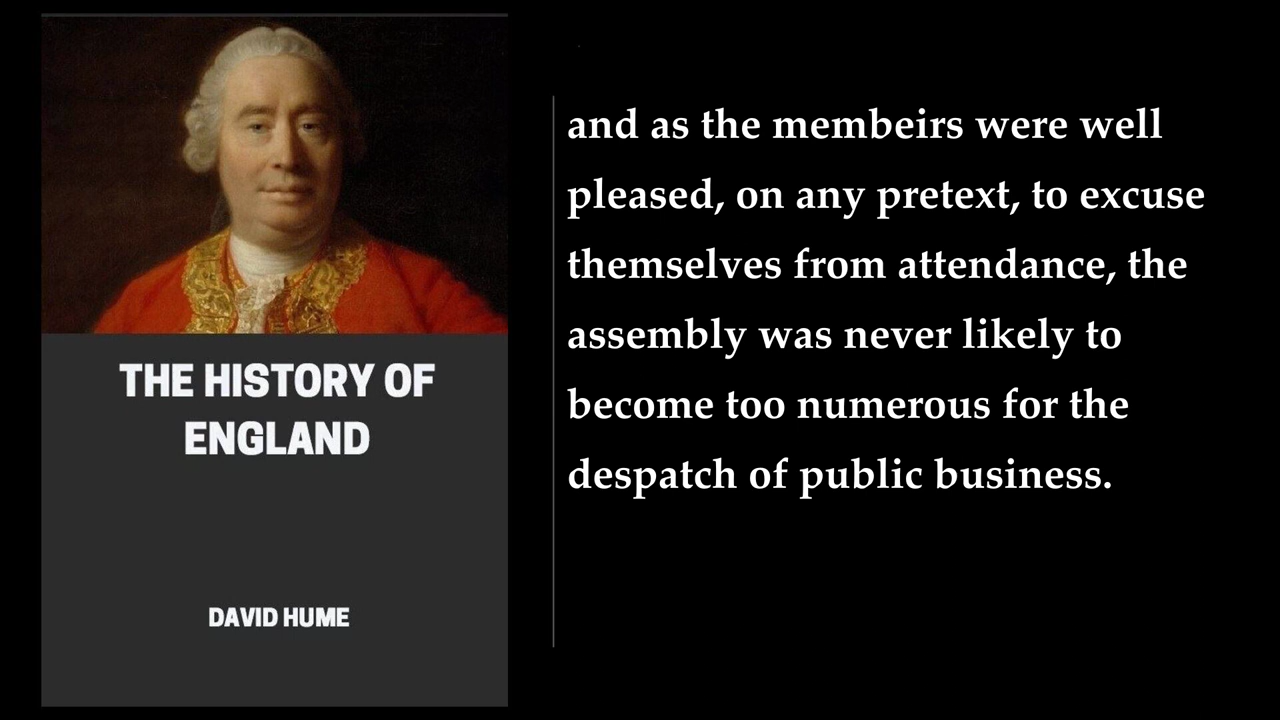 THE HISTORY OF
ENGLAND
DAVID HUME
and as the membeirs were well
pleased, on any pretext, to excuse
themselves from attendance, the
assembly was never likely to
become too numerous for the
despatch of public business.